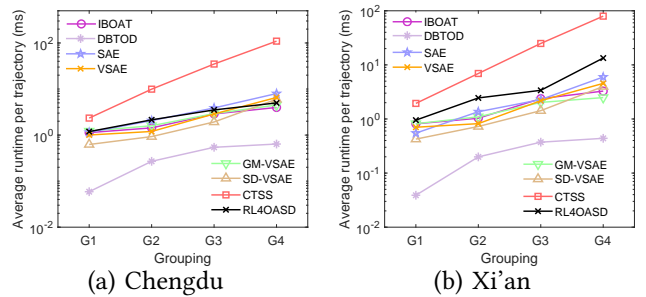 Average runtime per trajectory (ms)
10^2
10^0
10^-2
IBOAT
DBTOD
SAE
VSAE
GM-VSAE
SD-VSAE
CTSS
RL4OASD
G1 G2 G3 G4
Grouping
(a) Chengdu
Average runtime per trajectory (ms)
10^2
10^1
10^0
10^-1
10^-2
IBOAT
DBTOD
SAE
VSAE
GM-VSAE
SD-VSAE
CTSS
RL4OASD
G1 G2 G3 G4
Grouping
(b) Xi'an